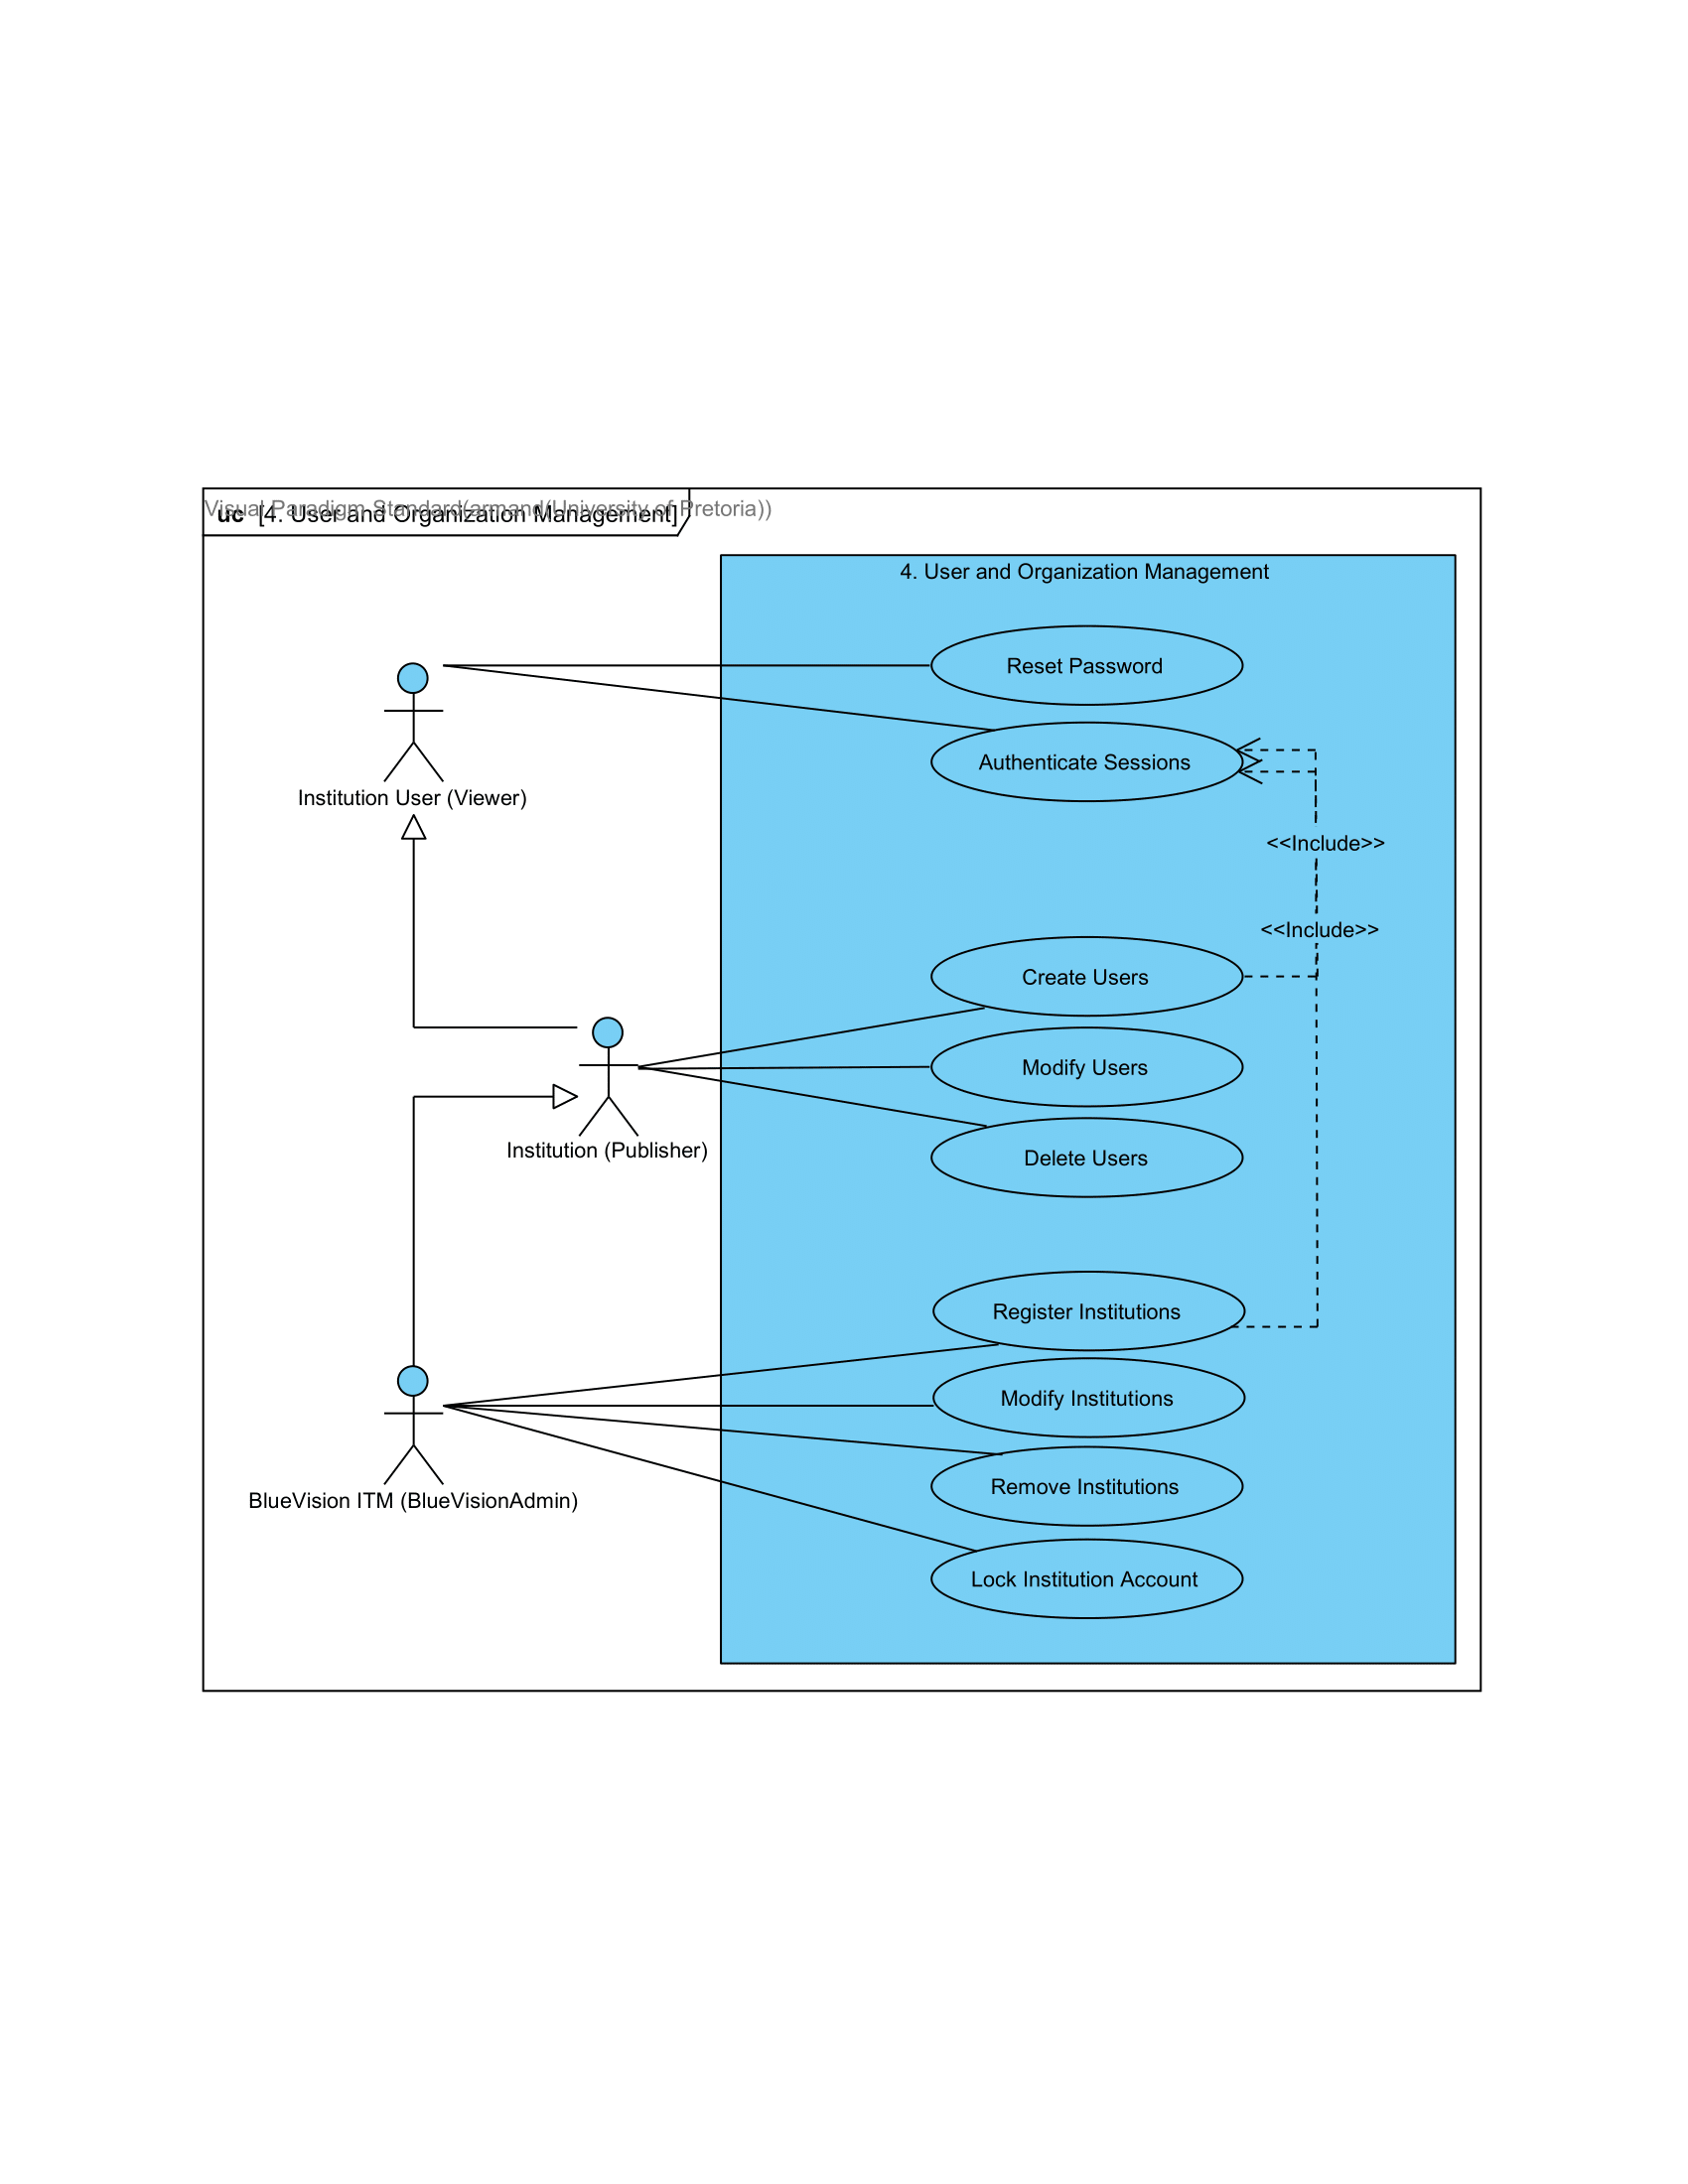 Visual Paradigm Standard(armand(University of Pretoria))
uc [4. User and Organization Management]
4. User and Organization Management
Reset Password
Authenticate Sessions
Institution User (Viewer)
<<Include>>
<<Include>>
Create Users
Modify Users
Institution (Publisher)
Delete Users
Register Institutions
Modify Institutions
Remove Institutions
BlueVision ITM (BlueVisionAdmin)
Lock Institution Account